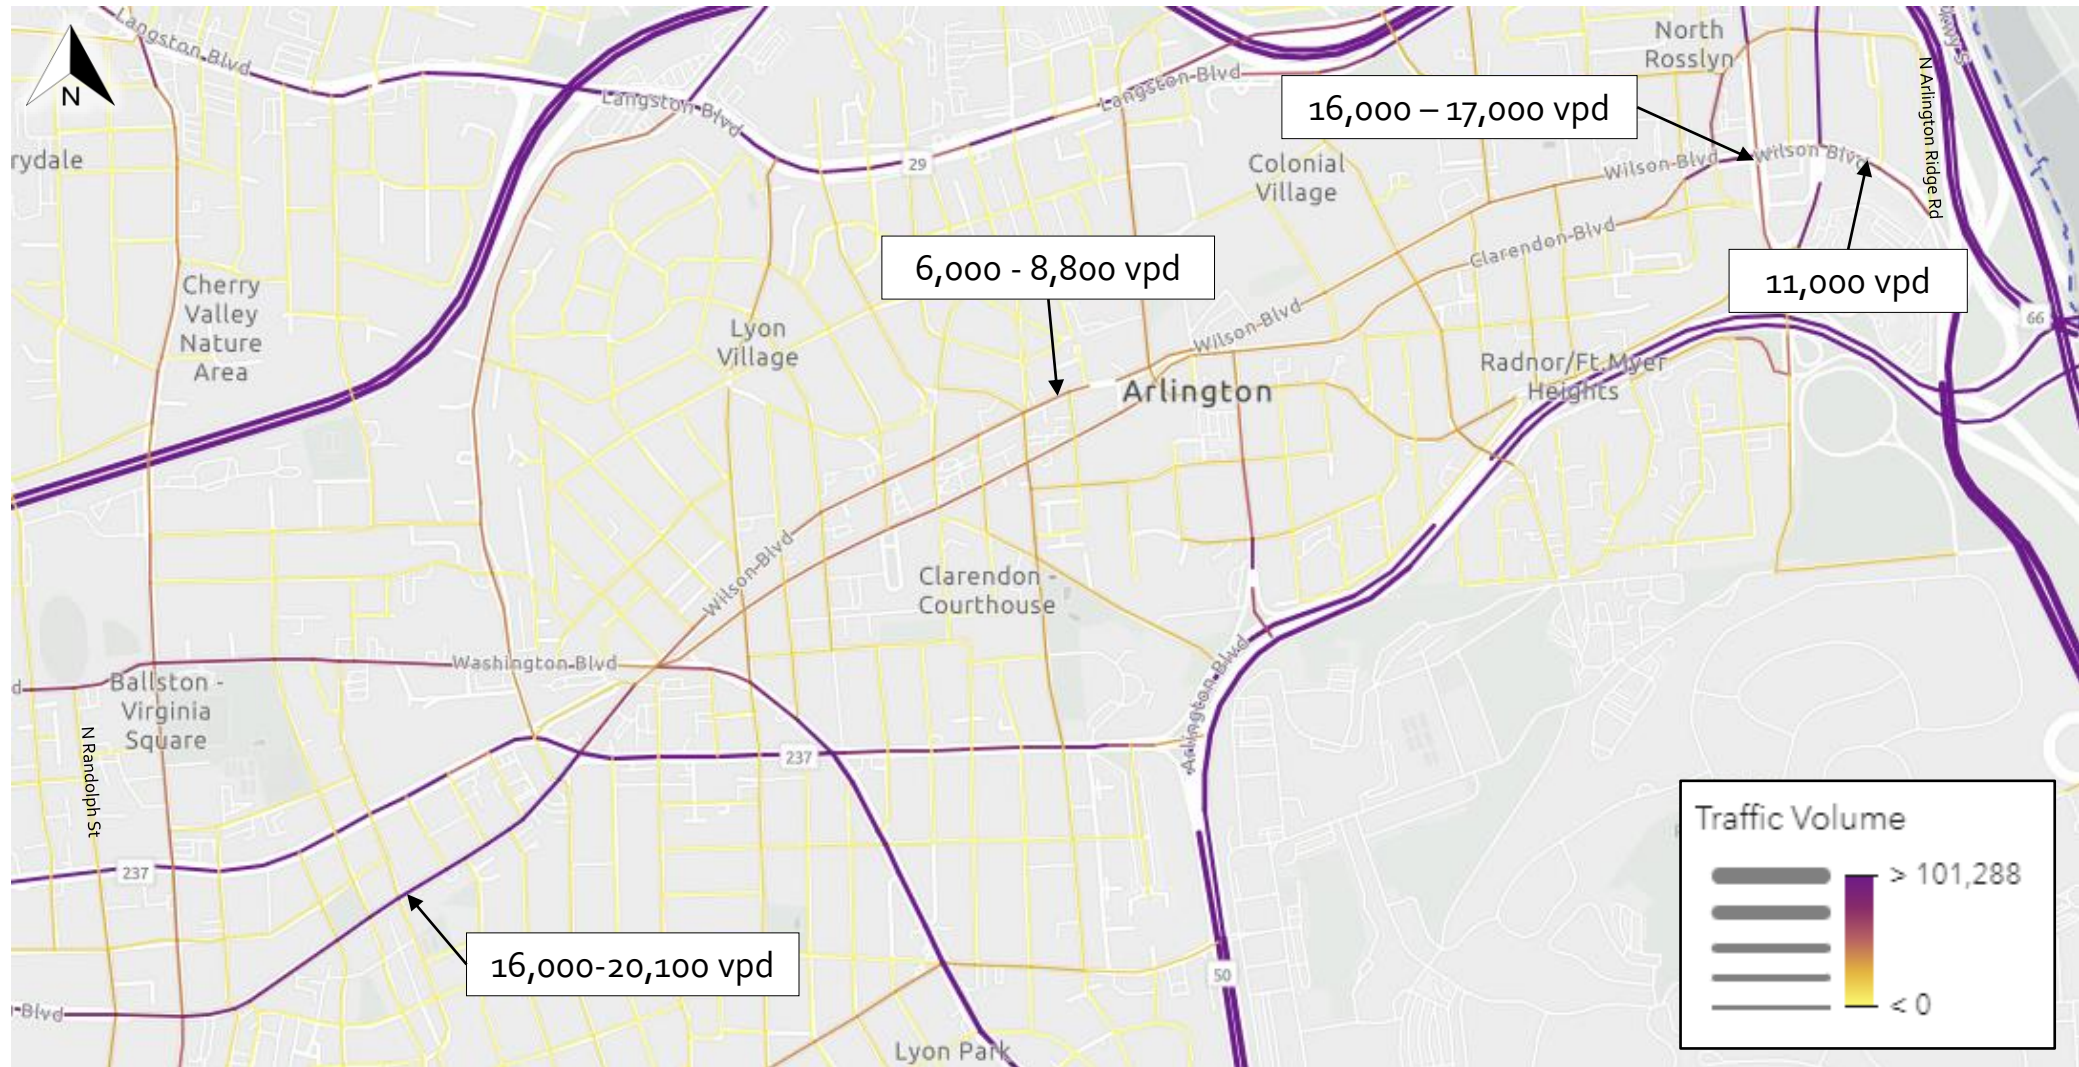 Langston Blvd
N
rydale
Langston-Blvd
29
Langston-Blvd
North
Rosslyn
N Arlington Ridge Rd
16,000 – 17,000 vpd
Wilson-Blvd
Wilson Blvd
Colonial
Village
Clarendon-Blvd
11,000 vpd
66
6,000 - 8,800 vpd
Cherry
Valley
Nature
Area
Lyon
Village
Wilson-Blvd
Arlington
Radnor/Ft.Myer
Heights
Wilson-Blvd
Clarendon -
Courthouse
Washington-Blvd
Arlington-Blvd
d
Ballston -
Virginia
Square
N Randolph St
237
237
16,000-20,100 vpd
-Blvd
50
Lyon Park
Traffic Volume
> 101,288
< 0